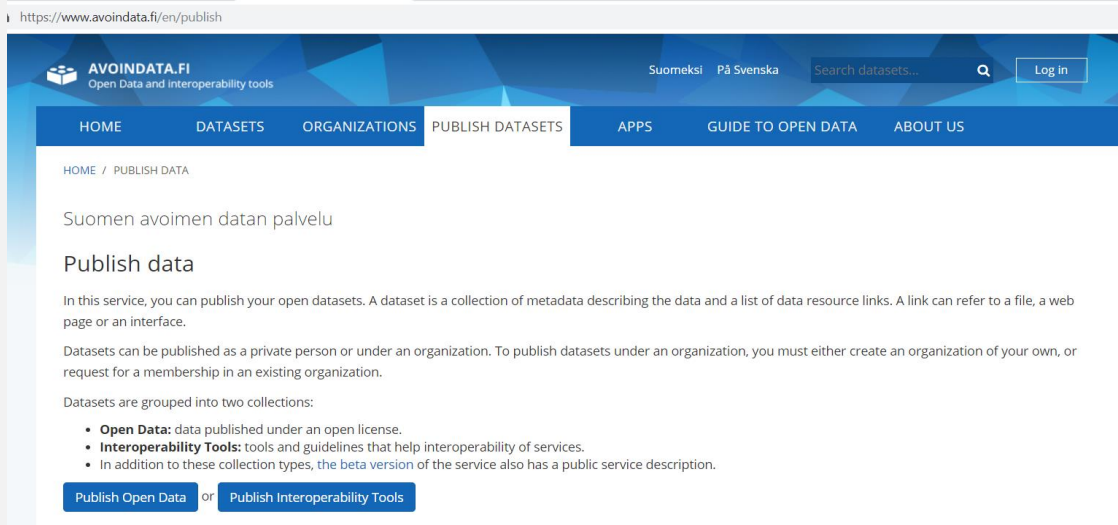 https://www.avoindata.fi/en/publish
AVOINDATA.FI
Open Data and interoperability tools
Suomeksi På Svenska Search datasets... Log in
HOME DATASETS ORGANIZATIONS PUBLISH DATASETS APPS GUIDE TO OPEN DATA ABOUT US
HOME / PUBLISH DATA
Suomen avoimen datan palvelu
Publish data
In this service, you can publish your open datasets. A dataset is a collection of metadata describing the data and a list of data resource links. A link can refer to a file, a web
page or an interface.
Datasets can be published as a private person or under an organization. To publish datasets under an organization, you must either create an organization of your own, or
request for a membership in an existing organization.
Datasets are grouped into two collections:
• Open Data: data published under an open license.
• Interoperability Tools: tools and guidelines that help interoperability of services.
• In addition to these collection types, the beta version of the service also has a public service description.
Publish Open Data or Publish Interoperability Tools